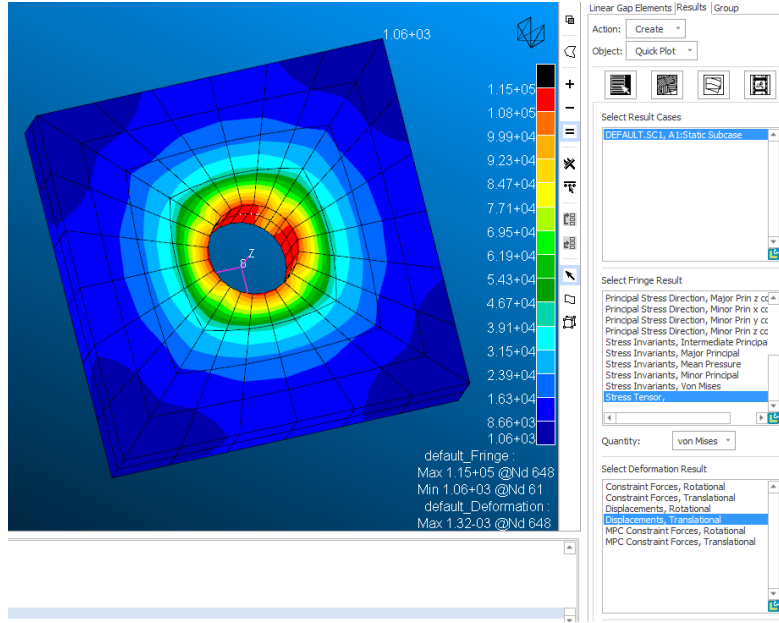 1.06+03
1.15+05
1.08+05
9.99+04
9.23+04
8.47+04
7.71+04
6.95+04
6.19+04
5.43+04
4.67+04
3.91+04
3.15+04
2.39+04
1.63+04
8.66+03
1.06+03
Z
default_Fringe :
Max 1.15+05 @Nd 648
Min 1.06+03 @Nd 61
default_Deformation :
Max 1.32-03 @Nd 648
Linear Gap Elements Results Group
Action: Create
Object: Quick Plot
Select Result Cases
DEFAULT.SC1, A1:Static Subcase
Select Fringe Result
Principal Stress Direction, Major Prin z cc
Principal Stress Direction, Minor Prin x cc
Principal Stress Direction, Minor Prin y cc
Principal Stress Direction, Minor Prin z cc
Stress Invariants, Intermediate Principa
Stress Invariants, Major Principal
Stress Invariants, Mean Pressure
Stress Invariants, Minor Principal
Stress Invariants, Von Mises
Stress Tensor,
Quantity: von Mises
Select Deformation Result
Constraint Forces, Rotational
Constraint Forces, Translational
Displacements, Rotational
Displacements, Translational
MPC Constraint Forces, Rotational
MPC Constraint Forces, Translational